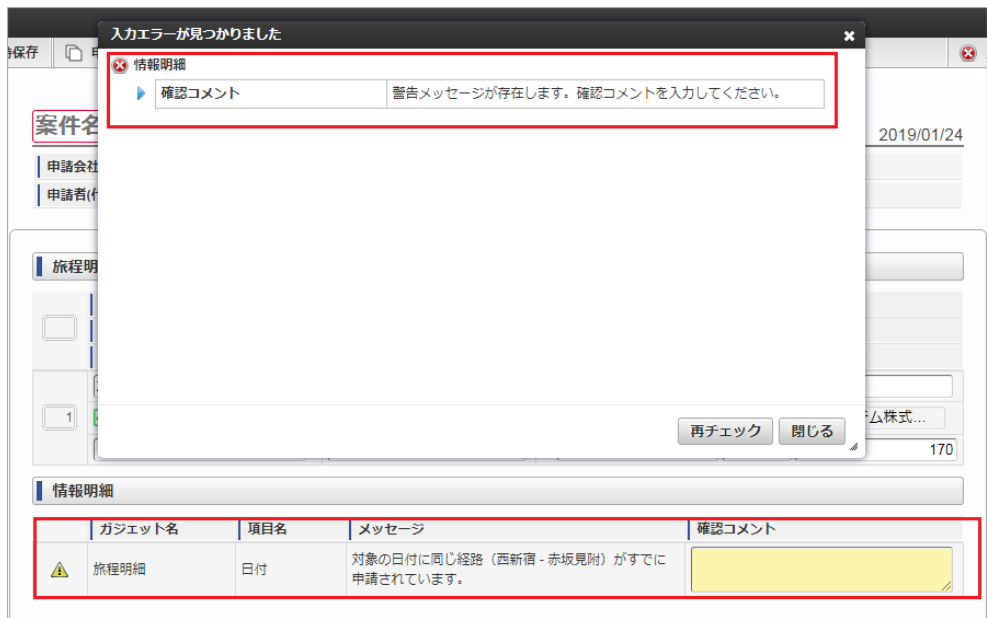 入力エラーが見つかりました
保存
情報明細
確認コメント
警告メッセージが存在します。確認コメントを入力してください。
案件名
2019/01/24
申請会社
申請者(代
旅程明
1
ム株式...
再チェック 閉じる
170
情報明細
ガジェット名 項目名 メッセージ 確認コメント
旅程明細 日付 対象の日付に同じ経路（西新宿 - 赤坂見附）がすでに
申請されています。